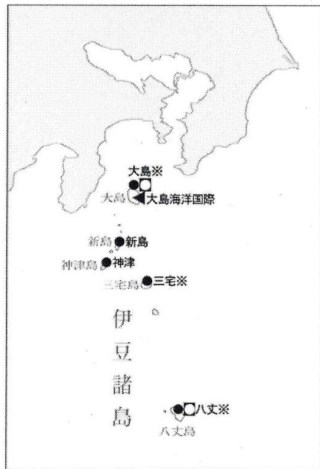 大島※
大島
大島海洋国際
新島 新島
神津島 神津
三宅島 三宅※
伊豆諸島
八丈※
八丈島